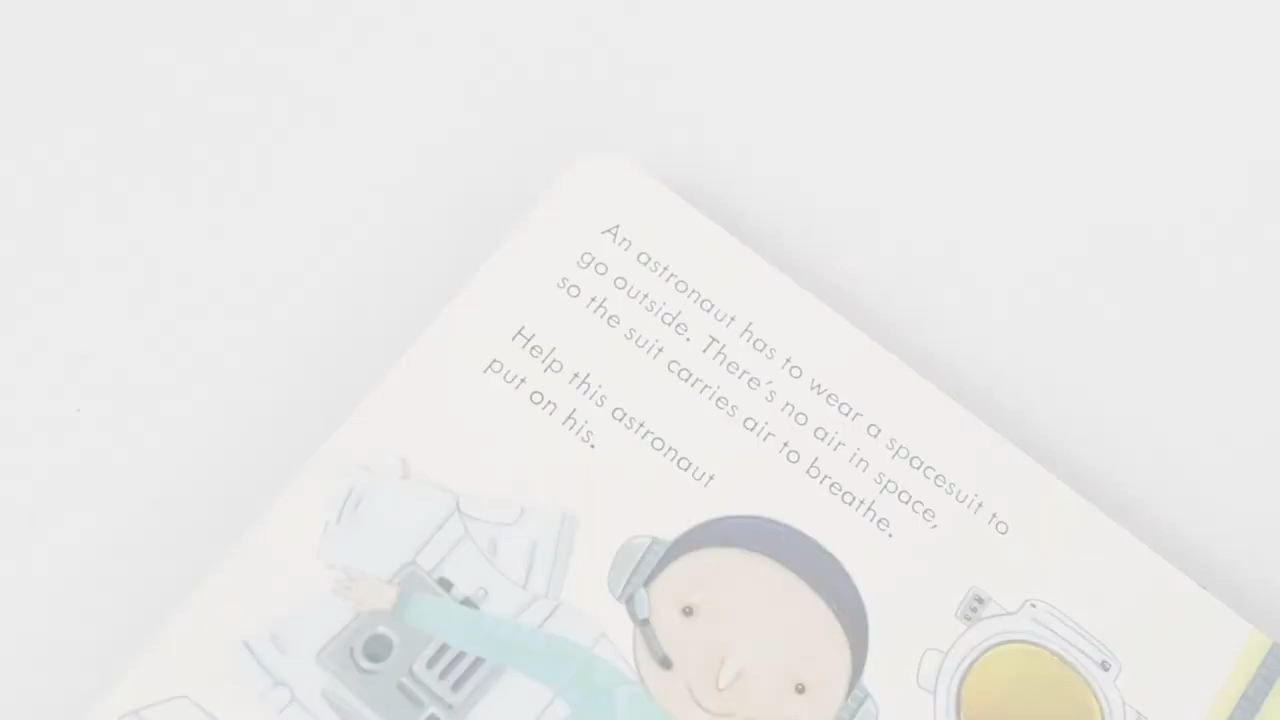 An astronaut has to wear a spacesuit to
go outside. There's no air in space,
so the suit carries air to breathe.
Help this astronaut
put on his.